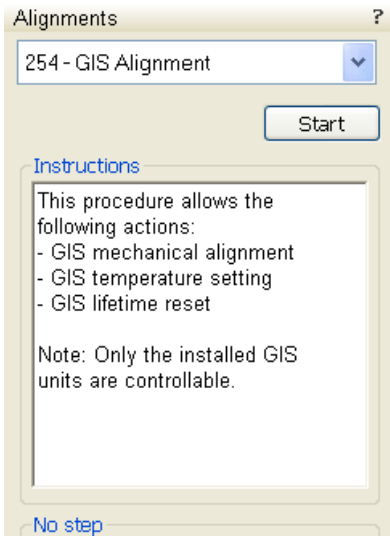 Alignments ?
254 - GIS Alignment
Start
Instructions
This procedure allows the
following actions:
- GIS mechanical alignment
- GIS temperature setting
- GIS lifetime reset
Note: Only the installed GIS
units are controllable.
No step